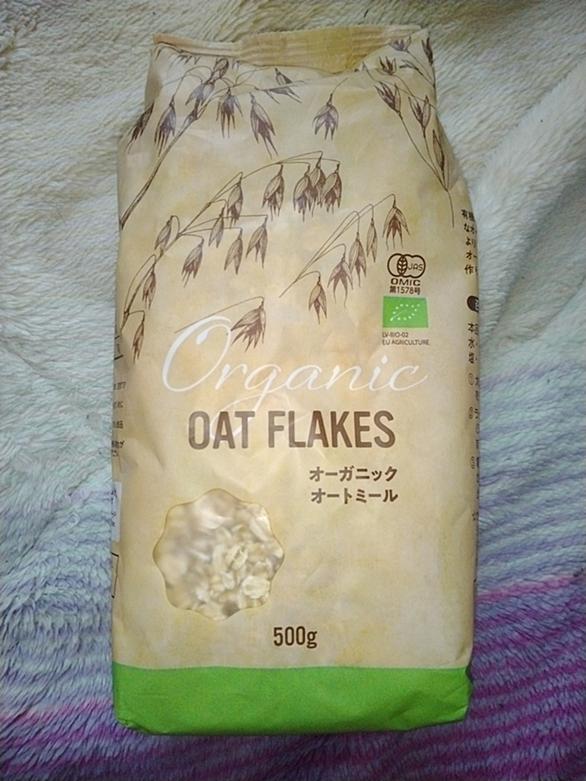 JAS
OMIC
第1578号
LV-BIO-02
EU AGRICULTURE
Organic
OAT FLAKES
オーガニック
オートミール
500g